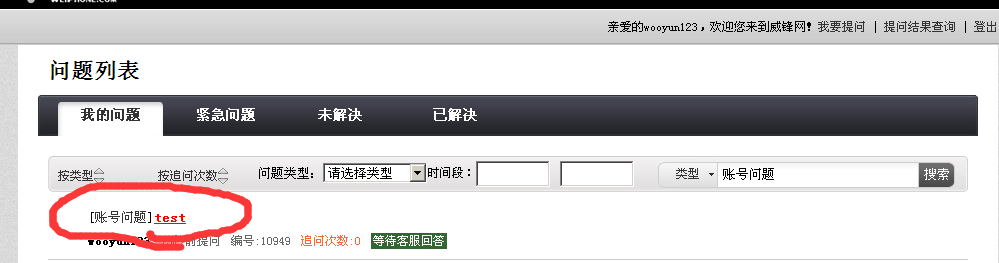 WEIPHONE.COM
亲爱的wooyun123，欢迎您来到威锋网！ 我要提问 | 提问结果查询 | 登出
问题列表
我的问题 紧急问题 未解决 已解决
按类型 按追问次数 问题类型： 请选择类型 时间段： 类型 账号问题 搜索
[账号问题]test
wooyun123 前提问 编号:10949 追问次数:0 等待客服回答